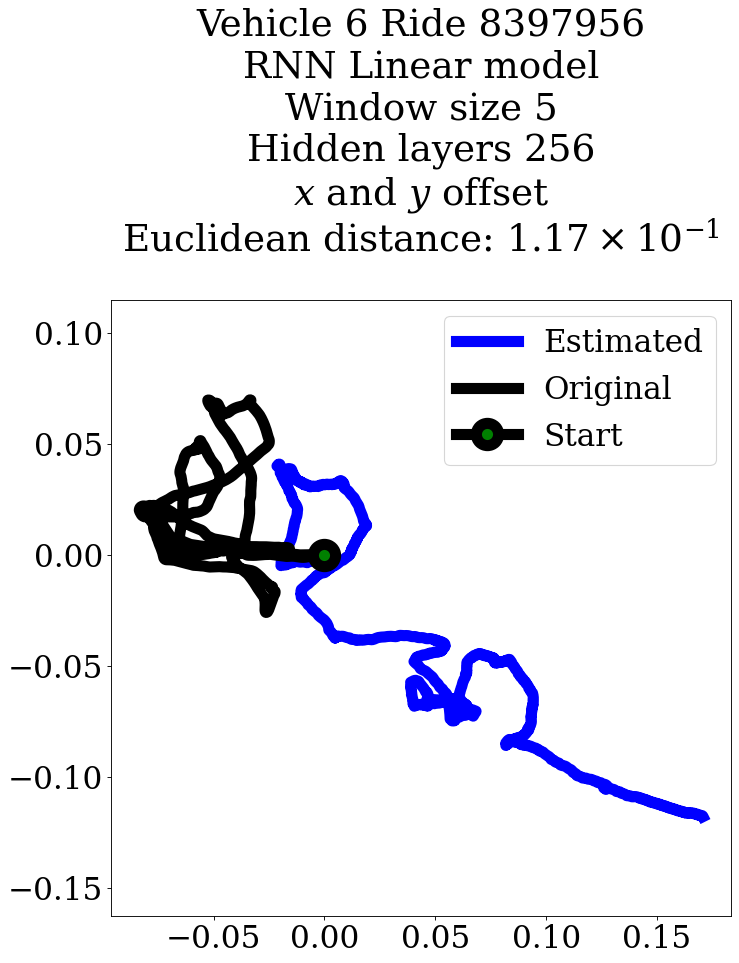 Vehicle 6 Ride 8397956
RNN Linear model
Window size 5
Hidden layers 256
x and y offset
Euclidean distance: 1.17 × 10⁻¹
Estimated
Original
Start
0.10
0.05
0.00
−0.05
−0.10
−0.15
−0.05 0.00 0.05 0.10 0.15